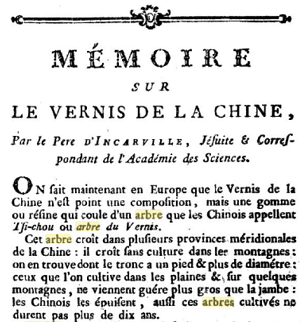 MÉMOIRE
SUR
LE VERNIS DE LA CHINE,
Par le Pere D'INCARVILLE, Jésuite & Corres-
pondant de l'Académie des Sciences.
ON sait maintenant en Europe que le Vernis de la
Chine n'est point une composition, mais une gomme
ou résine qui coule d'un arbre que les Chinois appellent
Tsi-chou ou arbre du Vernis.
Cet arbre croît dans plusieurs provinces méridionales
de la Chine : il croît sans culture dans les montagnes:
on en trouve dont le tronc a un pied & plus de diamétre;
ceux que l'on cultive dans les plaines & sur quelques
montagnes, ne viennent guére plus gros que la jambe:
les Chinois les épuisent, aussi ces arbres cultivés ne
durent pas plus de dix ans.